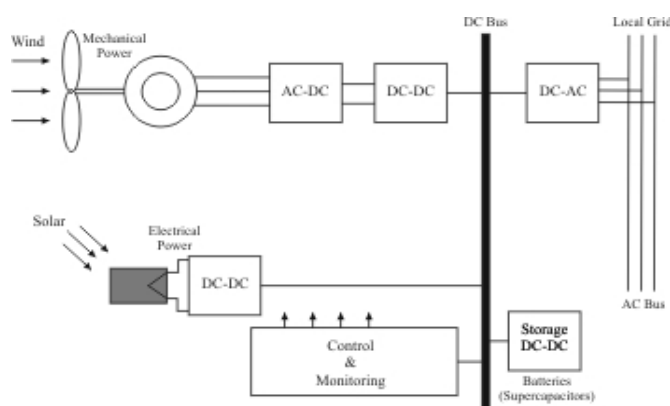 Wind
Mechanical
Power
AC-DC
DC-DC
DC Bus
DC-AC
Local Grid
AC Bus
Solar
Electrical
Power
DC-DC
Control
&
Monitoring
Storage
DC-DC
Batteries
(Supercapacitors)